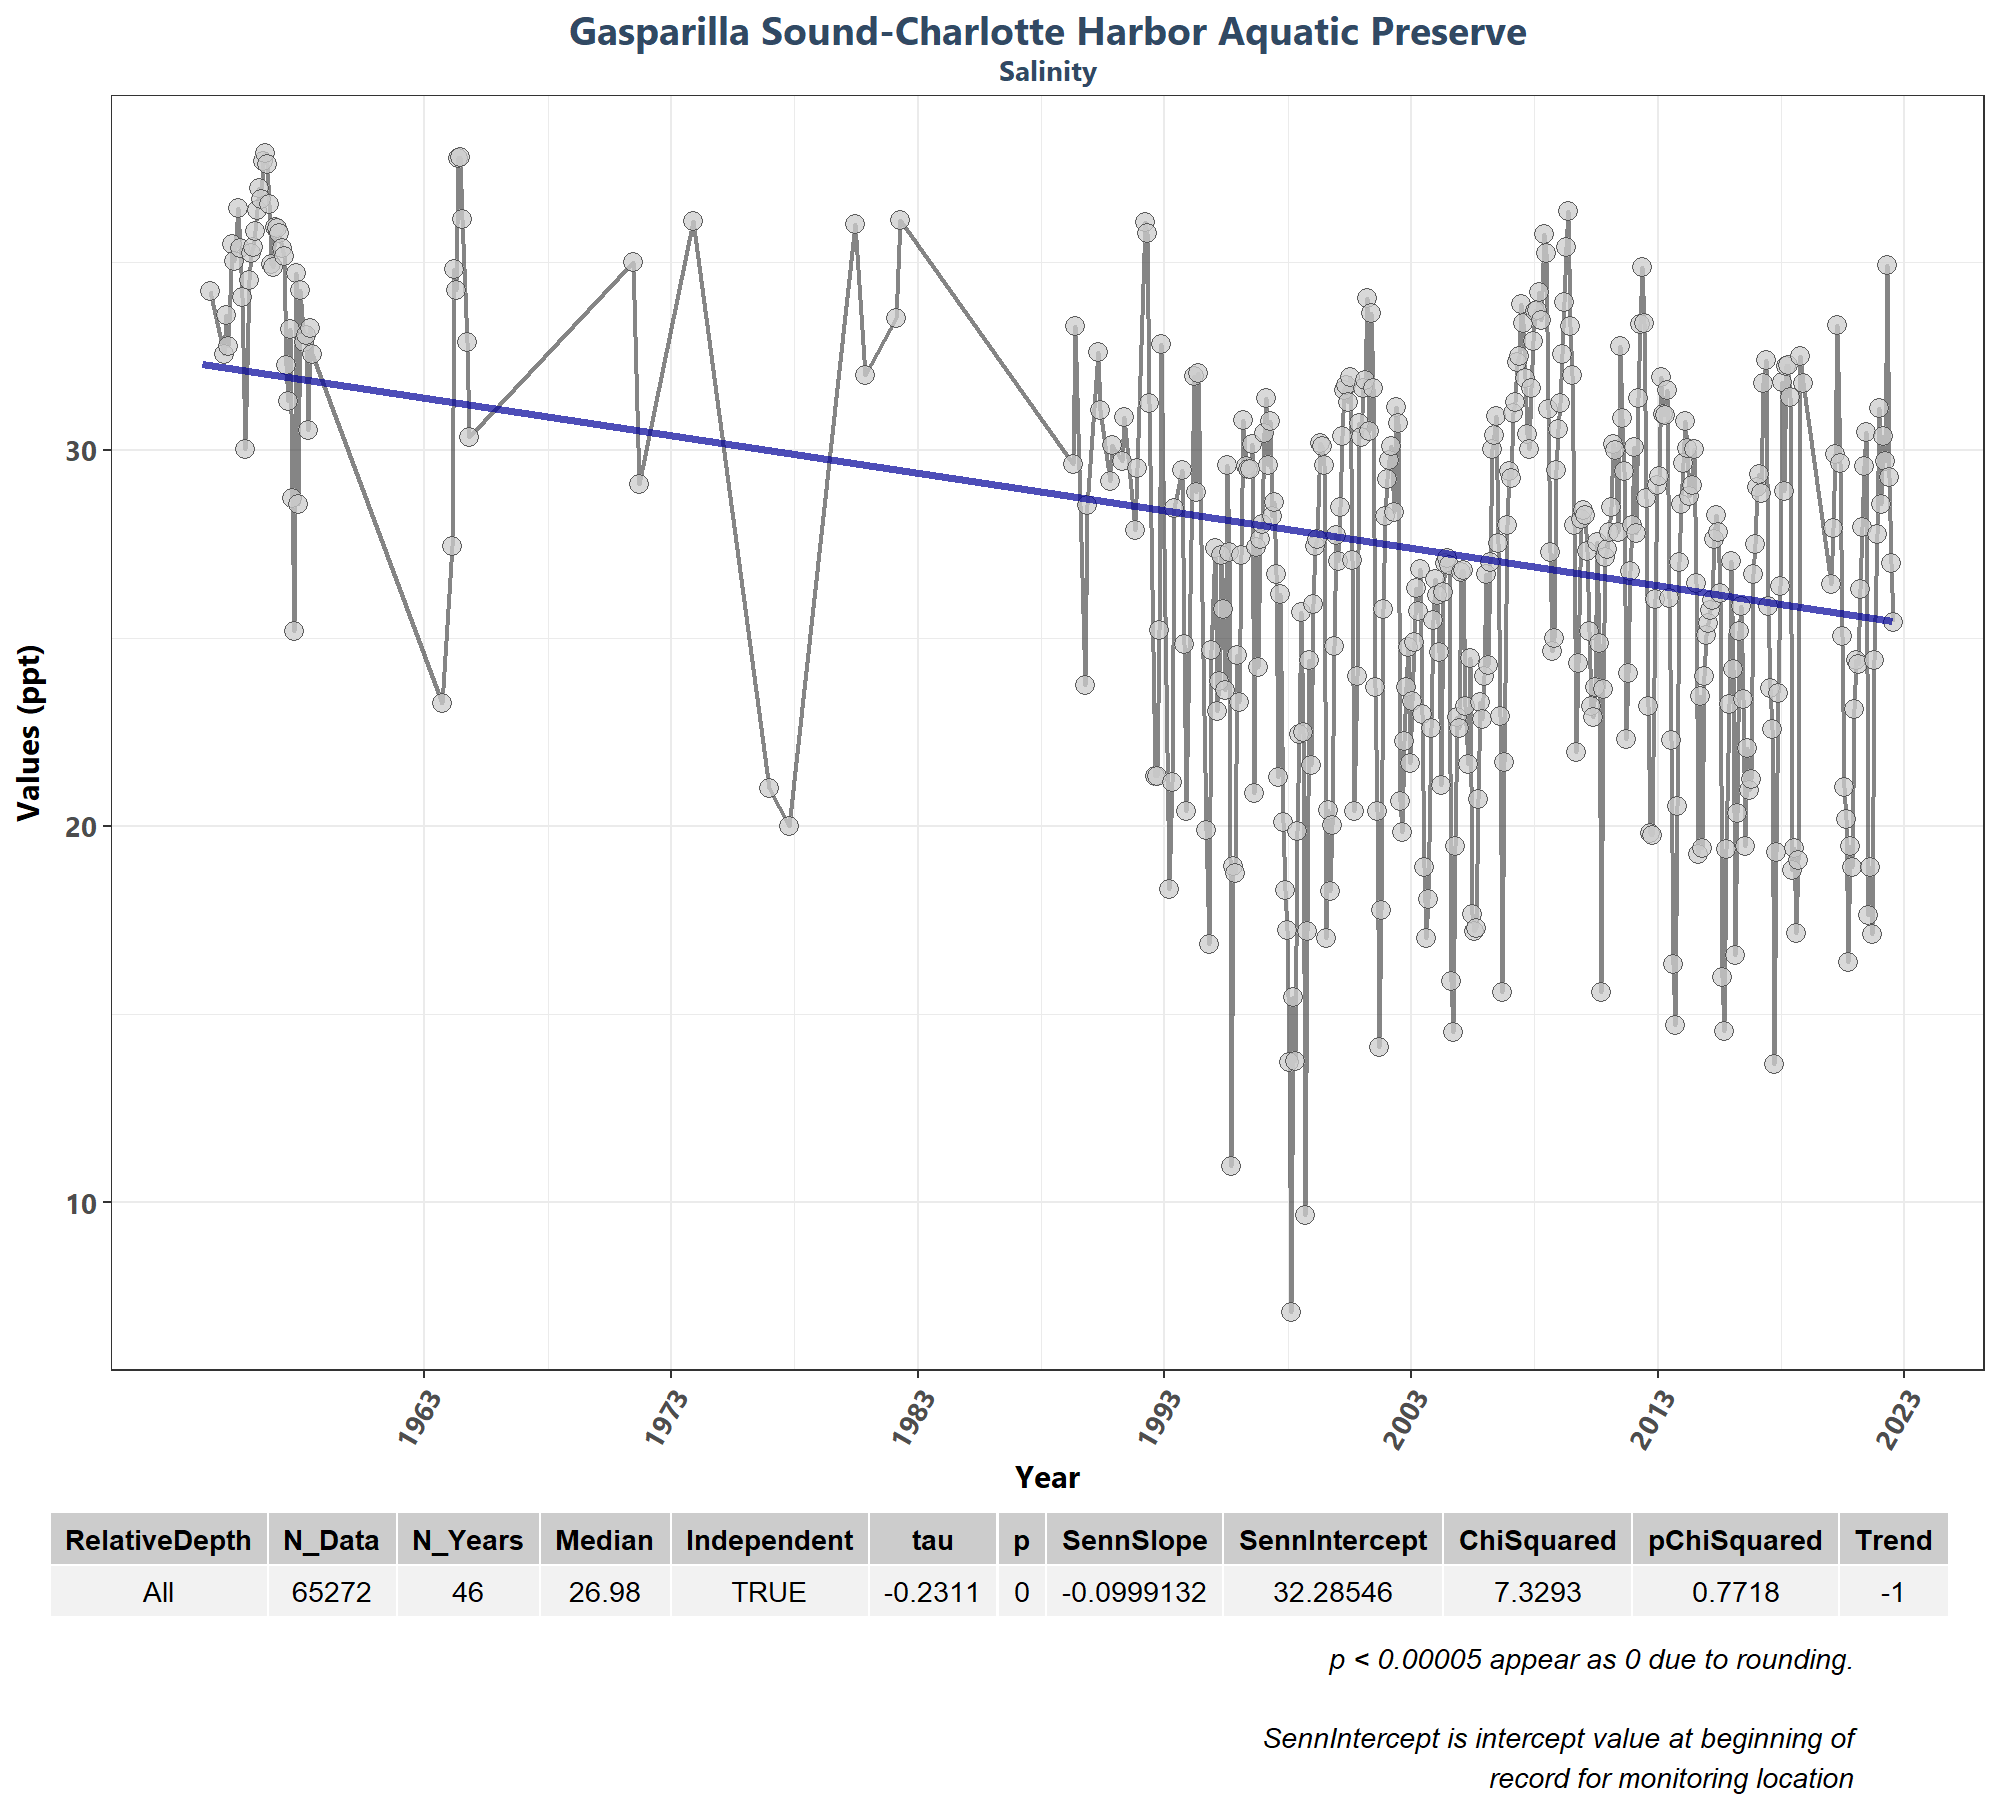 Gasparilla Sound-Charlotte Harbor Aquatic Preserve
Salinity
Values (ppt)
30
20
10
1963
1973
1983
1993
2003
2013
2023
Year
RelativeDepth N_Data N_Years Median Independent tau p SennSlope SennIntercept ChiSquared pChiSquared Trend
All 65272 46 26.98 TRUE -0.2311 0 -0.0999132 32.28546 7.3293 0.7718 -1
p < 0.00005 appear as 0 due to rounding.
SennIntercept is intercept value at beginning of
record for monitoring location